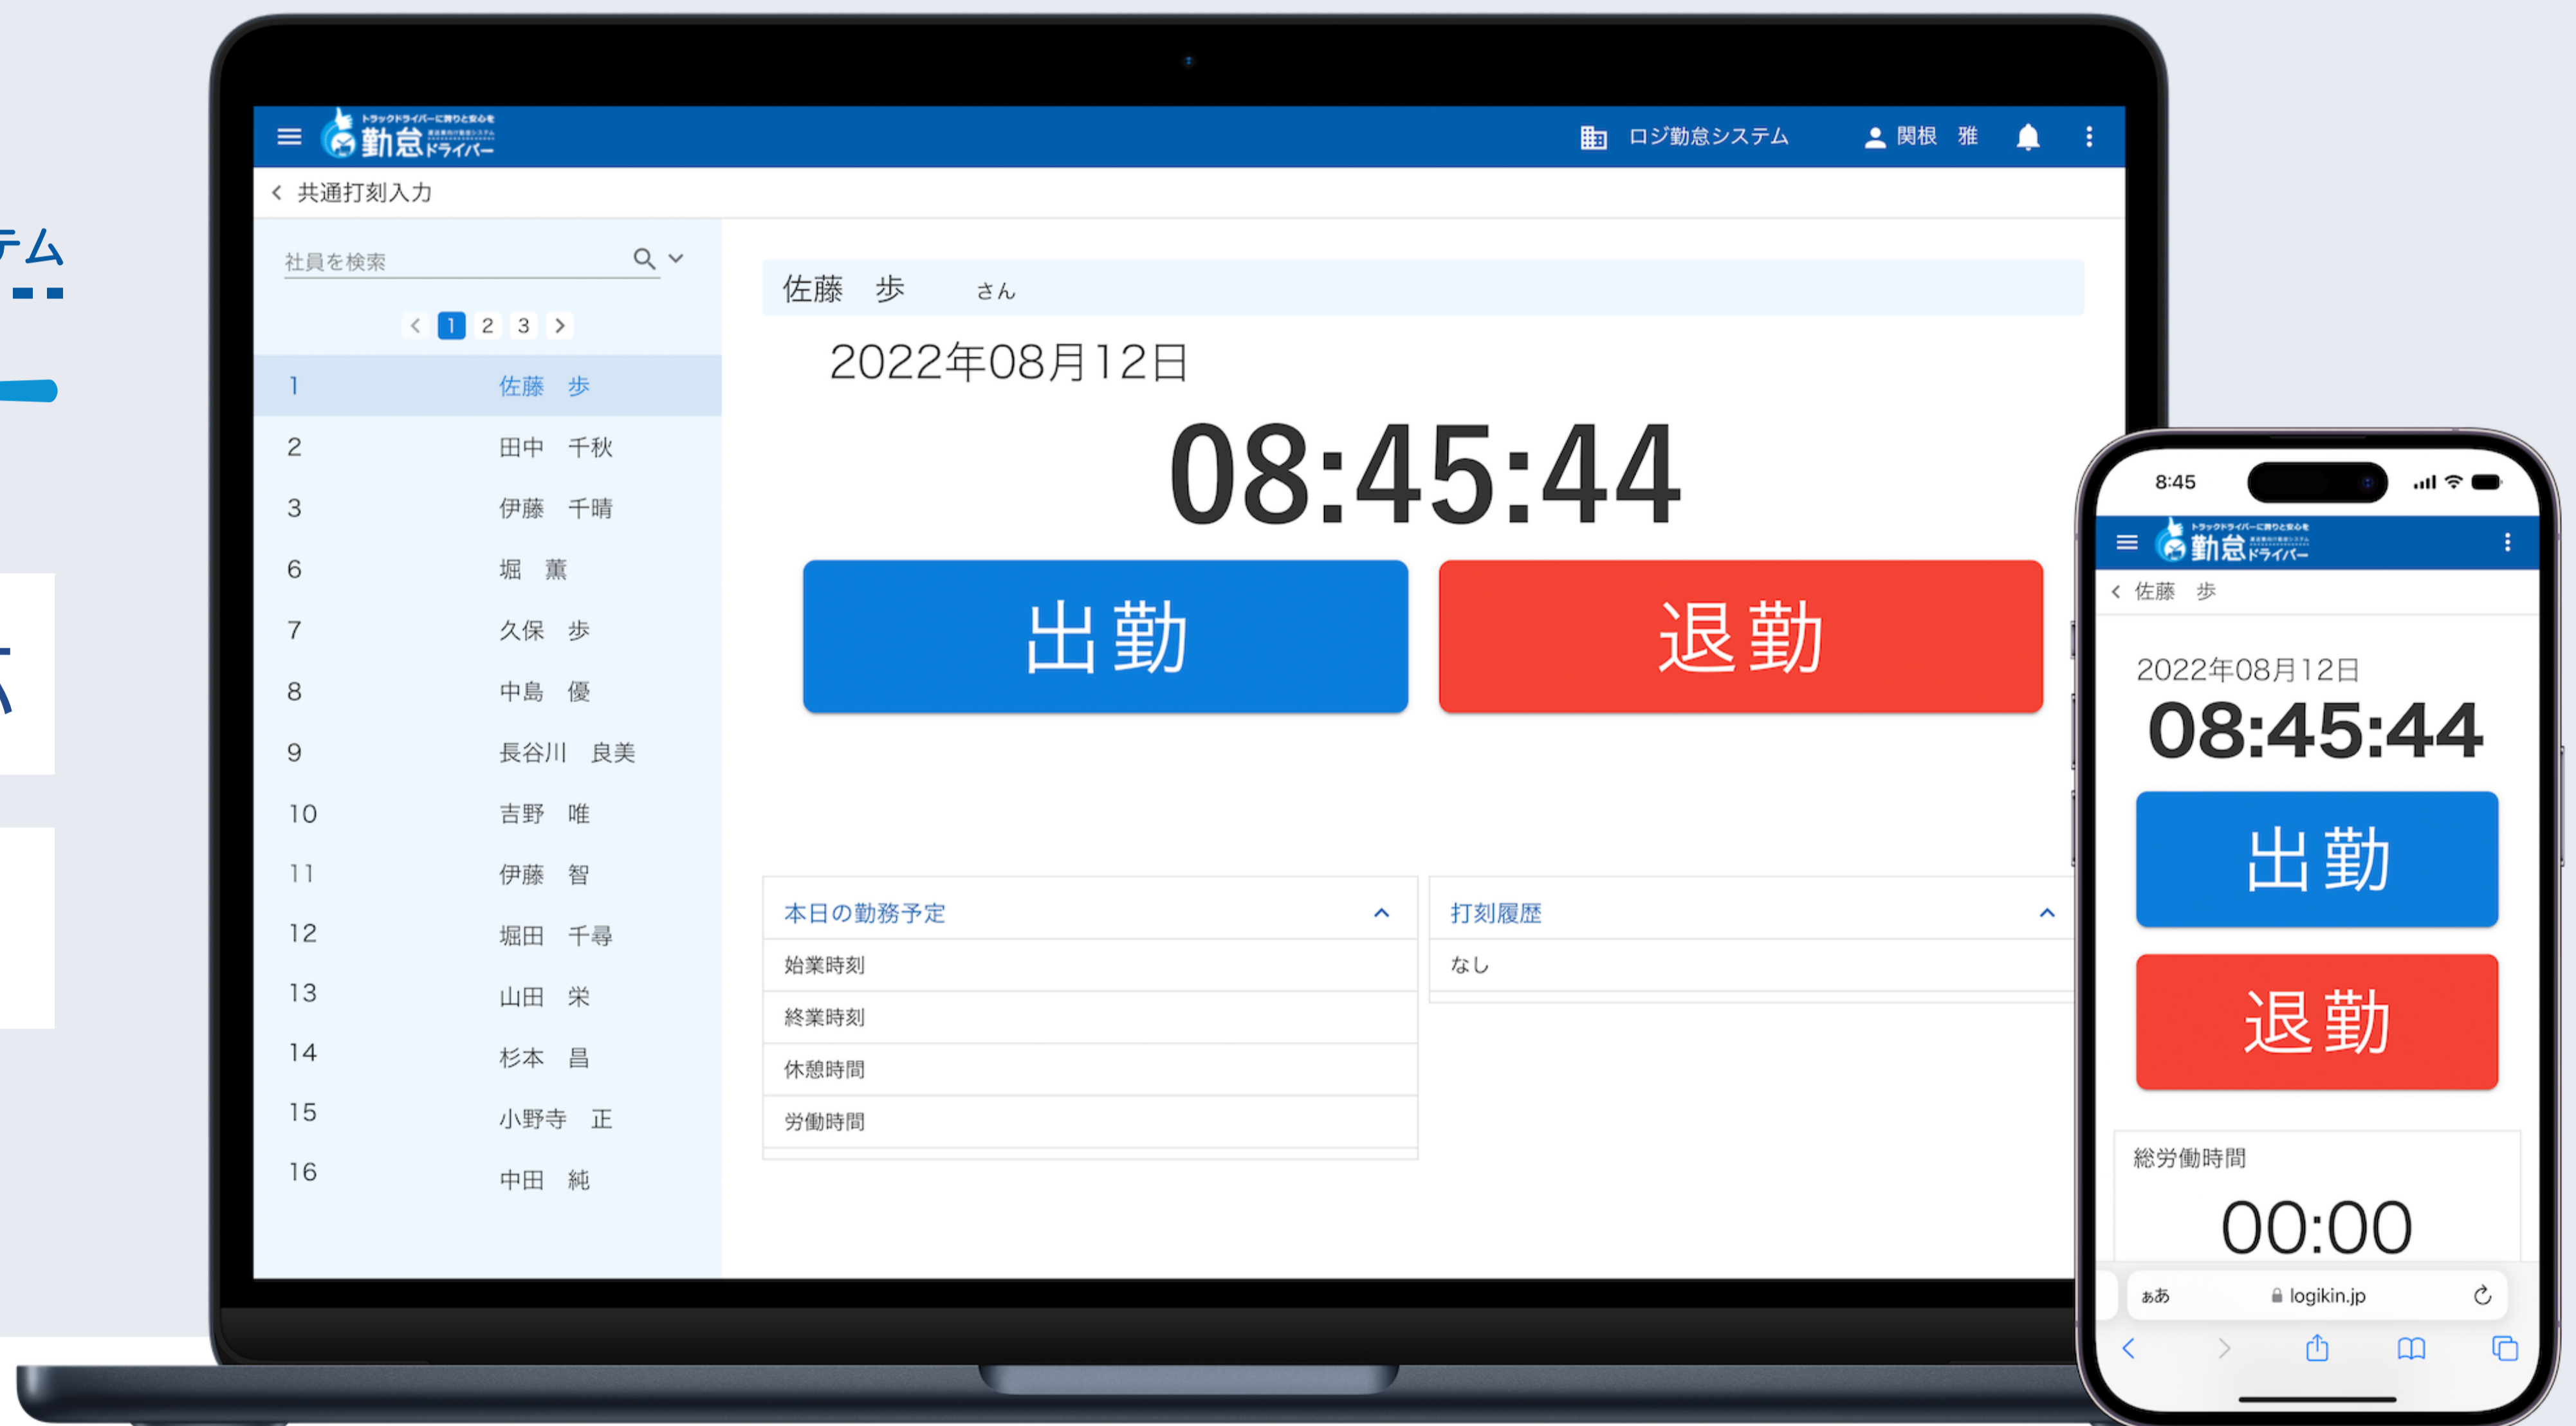 テム
トラックドライバーに誇りと安心を
勤怠ドライバー
ロジ勤怠システム
関根 雅
共通打刻入力
社員を検索
1 2 3
1 佐藤 歩
2 田中 千秋
3 伊藤 千晴
6 堀 薫
7 久保 歩
8 中島 優
9 長谷川 良美
10 吉野 唯
11 伊藤 智
12 堀田 千尋
13 山田 栄
14 杉本 昌
15 小野寺 正
16 中田 純
佐藤 歩 さん
2022年08月12日
08:45:44
出勤 退勤
本日の勤務予定
始業時刻
終業時刻
休憩時間
労働時間
打刻履歴
なし
8:45
トラックドライバーに誇りと安心を
勤怠ドライバー
佐藤 歩
2022年08月12日
08:45:44
出勤
退勤
総労働時間
00:00
ぁあ logikin.jp